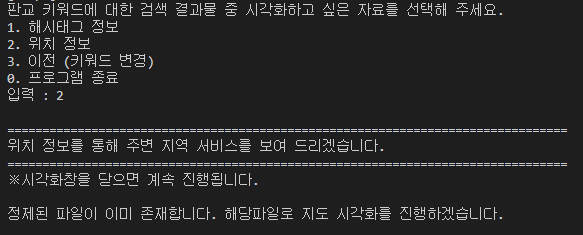 판교 키워드에 대한 검색 결과물 중 시각화하고 싶은 자료를 선택해 주세요.
1. 해시태그 정보
2. 위치 정보
3. 이전 (키워드 변경)
0. 프로그램 종료
입력 : 2
================================================================================
위치 정보를 통해 주변 지역 서비스를 보여 드리겠습니다.
================================================================================
※시각화창을 닫으면 계속 진행됩니다.
정제된 파일이 이미 존재합니다. 해당파일로 지도 시각화를 진행하겠습니다.